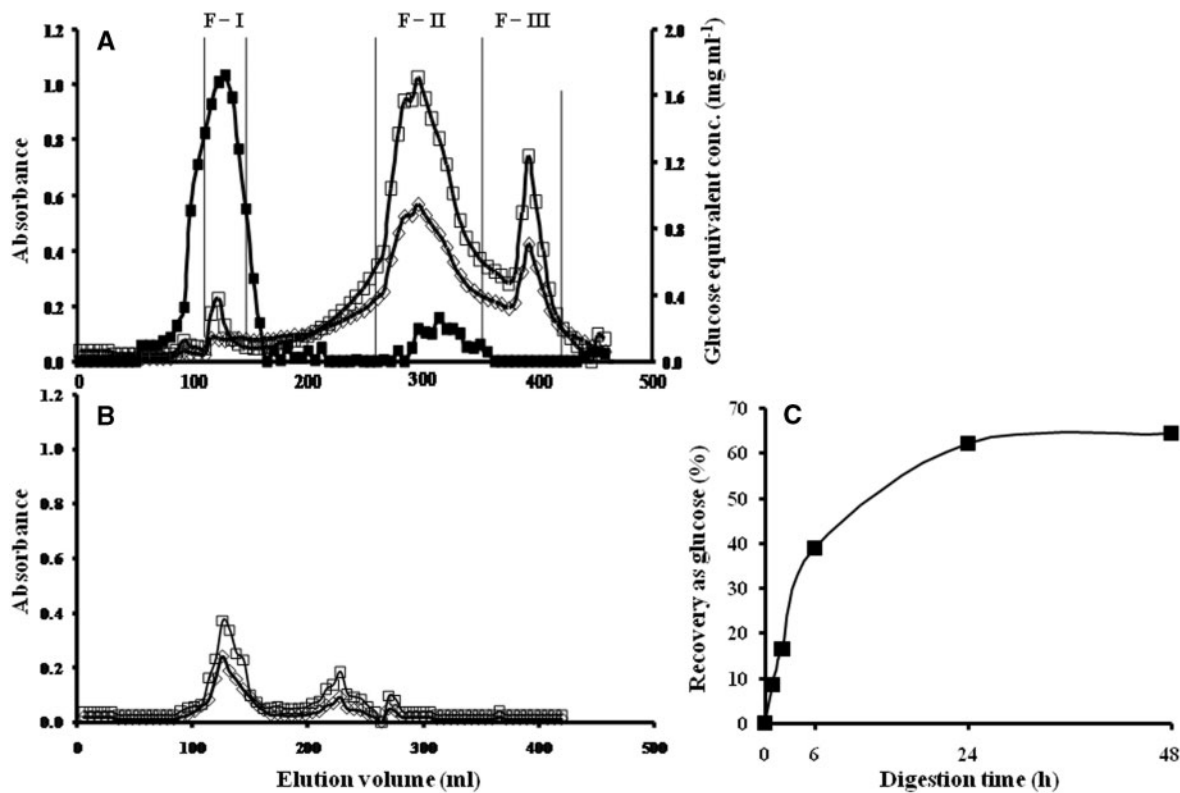 F- I F- II F- III
A
1.2
1.0
0.8
0.6
0.4
0.2
0.0
Absorbance
2.0
1.6
1.2
0.8
0.4
0.0
Glucose equivalent conc. (mg ml-1)
0 100 200 300 400 500
B
1.2
1.0
0.8
0.6
0.4
0.2
0.0
Absorbance
0 100 200 300 400 500
Elution volume (ml)
C
70
60
50
40
30
20
10
0
Recovery as glucose (%)
0 6 24 48
Digestion time (h)